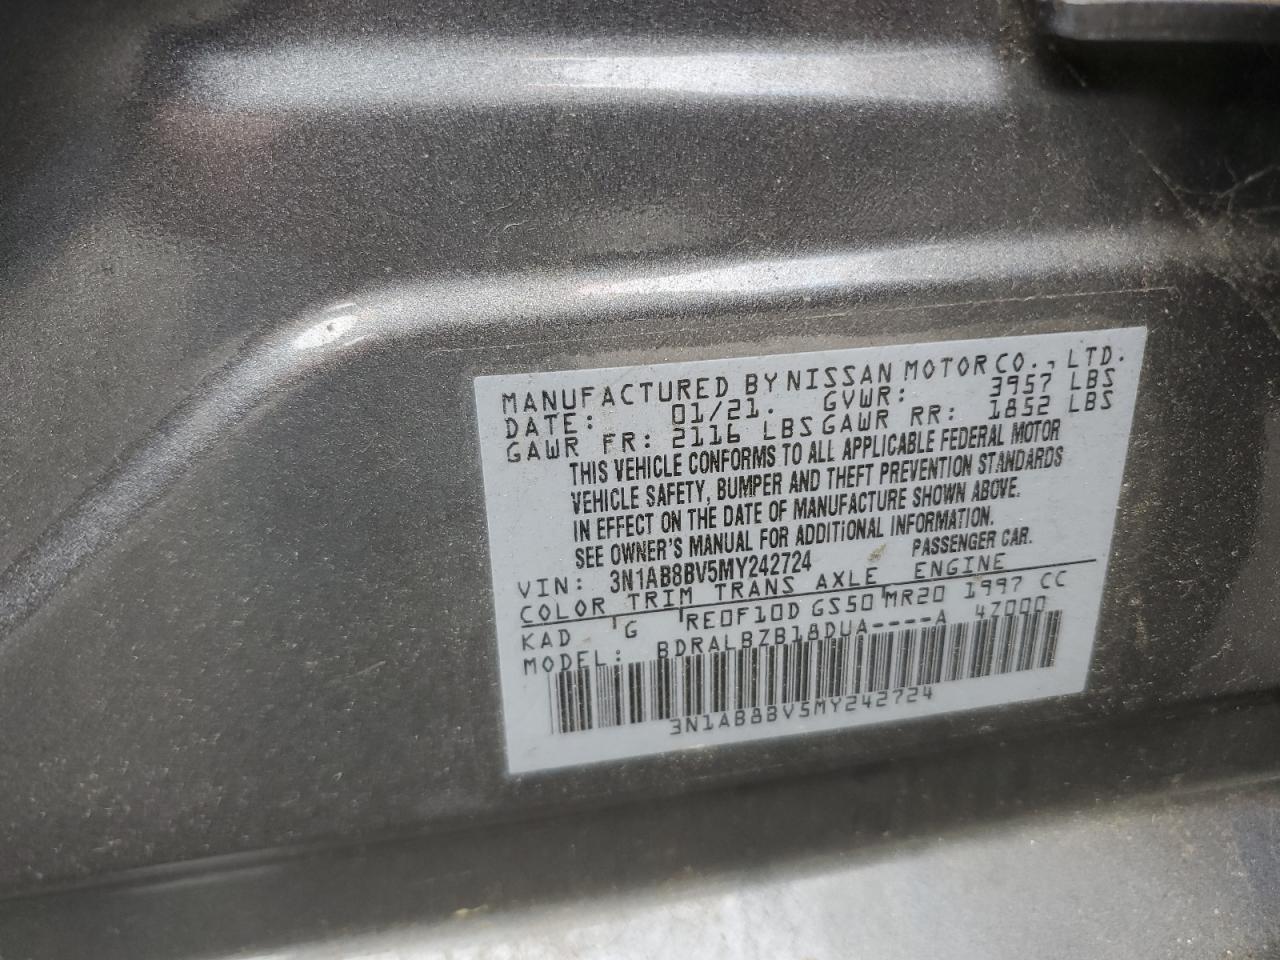 MANUFACTURED BY NISSAN MOTOR CO., LTD.
DATE: 01/21. GVWR: 3957 LBS
GAWR FR: 2116 LBS GAWR RR: 1852 LBS
THIS VEHICLE CONFORMS TO ALL APPLICABLE FEDERAL MOTOR
VEHICLE SAFETY, BUMPER AND THEFT PREVENTION STANDARDS
IN EFFECT ON THE DATE OF MANUFACTURE SHOWN ABOVE.
SEE OWNER'S MANUAL FOR ADDITIONAL INFORMATION.
VIN: 3N1AB8BV5MY242724 PASSENGER CAR.
COLOR TRIM TRANS AXLE ENGINE
KAD G RE0F10D GS50 MR20 1997 CC
MODEL: BDRALBZB18DUA----A 4Z000
3N1AB8BV5MY242724